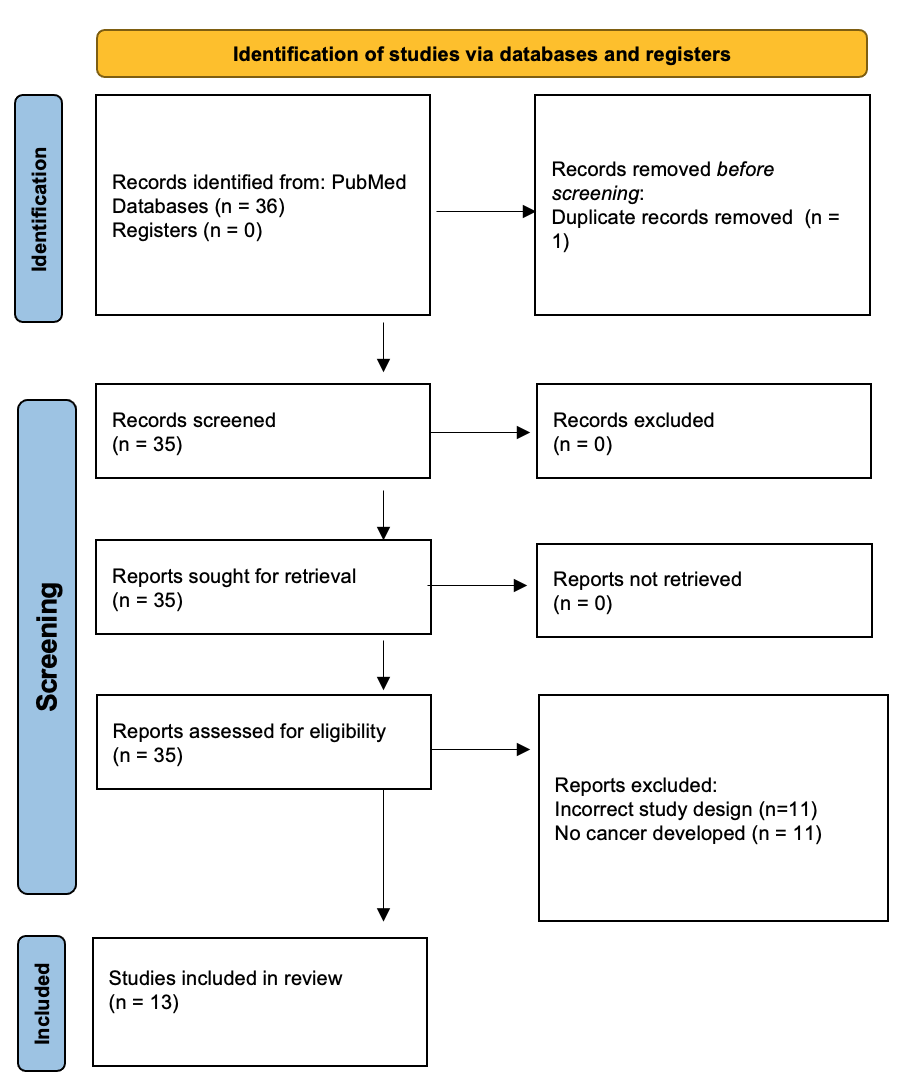 Identification of studies via databases and registers
Identification
Records identified from: PubMed
Databases (n = 36)
Registers (n = 0)
Records removed before
screening:
Duplicate records removed  (n =
1)
Screening
Records screened
(n = 35)
Records excluded
(n = 0)
Reports sought for retrieval
(n = 35)
Reports not retrieved
(n = 0)
Reports assessed for eligibility
(n = 35)
Reports excluded:
Incorrect study design (n=11)
No cancer developed (n = 11)
Included
Studies included in review
(n = 13)